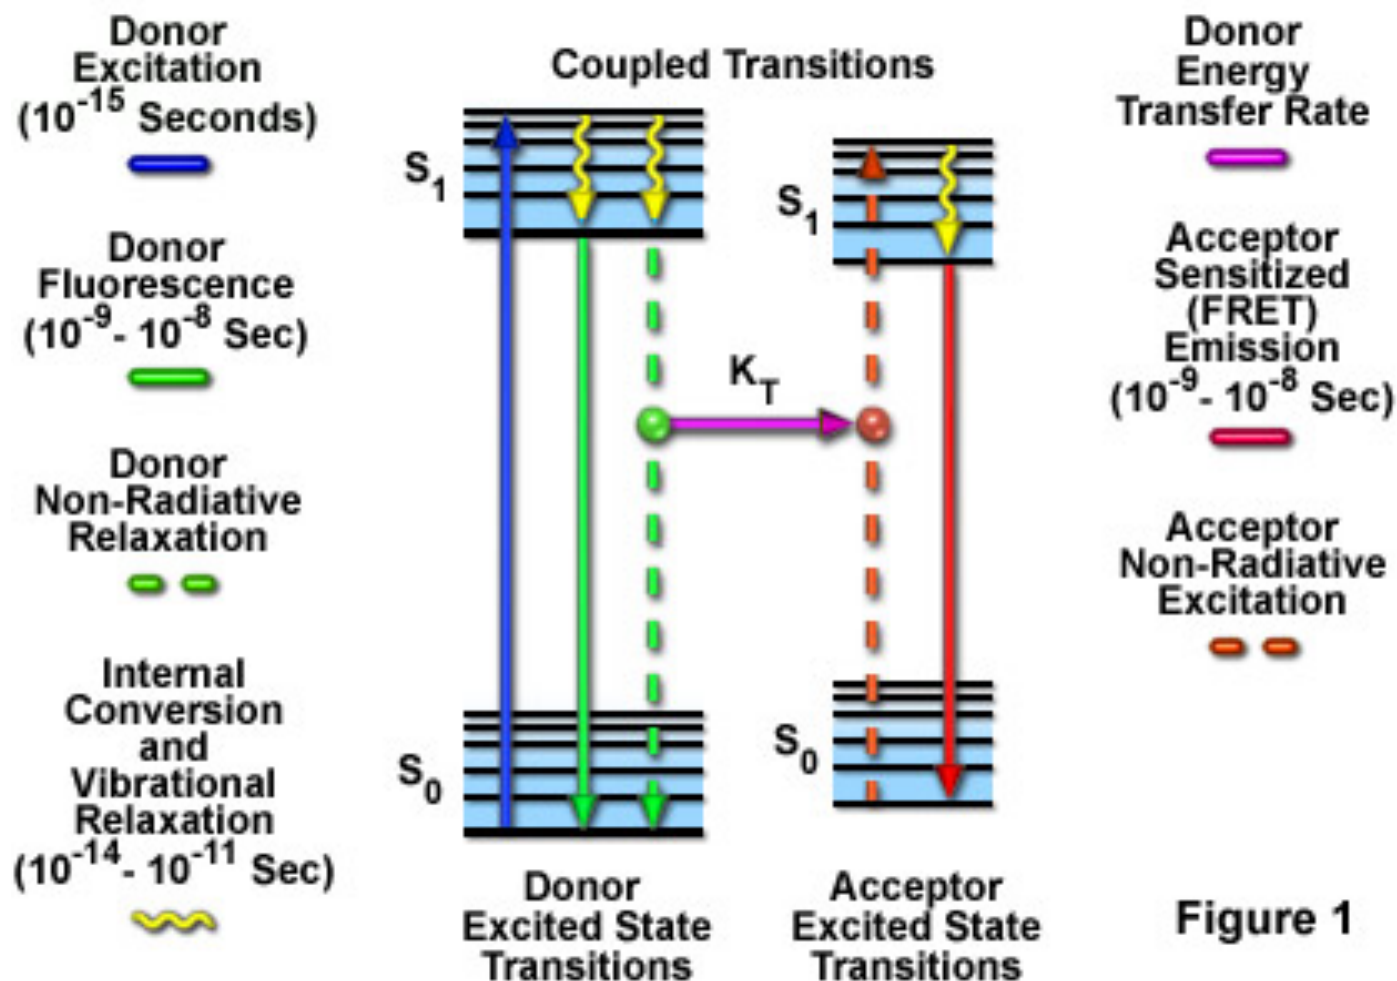 Donor
Excitation
(10⁻¹⁵ Seconds)
Donor
Fluorescence
(10⁻⁹- 10⁻⁸ Sec)
Donor
Non-Radiative
Relaxation
Internal
Conversion
and
Vibrational
Relaxation
(10⁻¹⁴- 10⁻¹¹ Sec)
Coupled Transitions
S₁
S₁
K_T
S₀
S₀
Donor
Excited State
Transitions
Acceptor
Excited State
Transitions
Donor
Energy
Transfer Rate
Acceptor
Sensitized
(FRET)
Emission
(10⁻⁹- 10⁻⁸ Sec)
Acceptor
Non-Radiative
Excitation
Figure 1